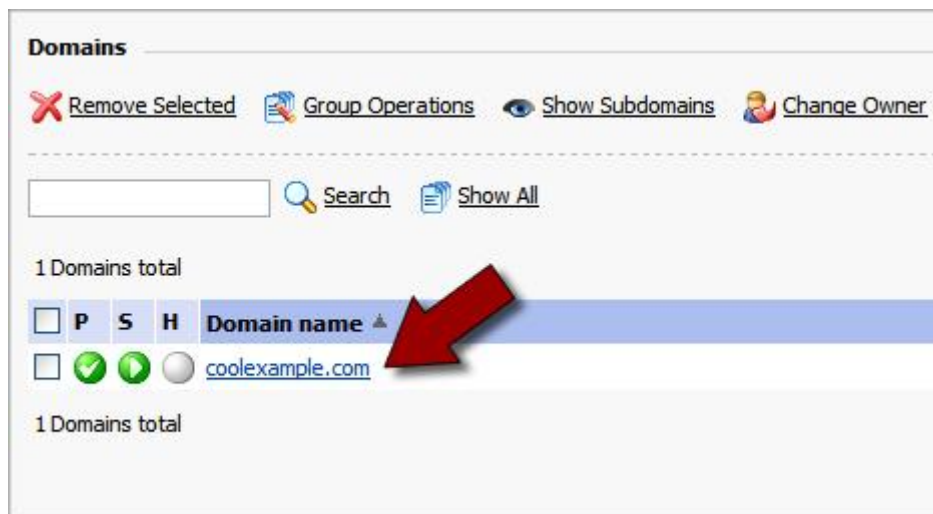 Domains
Remove Selected Group Operations Show Subdomains Change Owner
Search Show All
1 Domains total
P S H Domain name
coolexample.com
1 Domains total